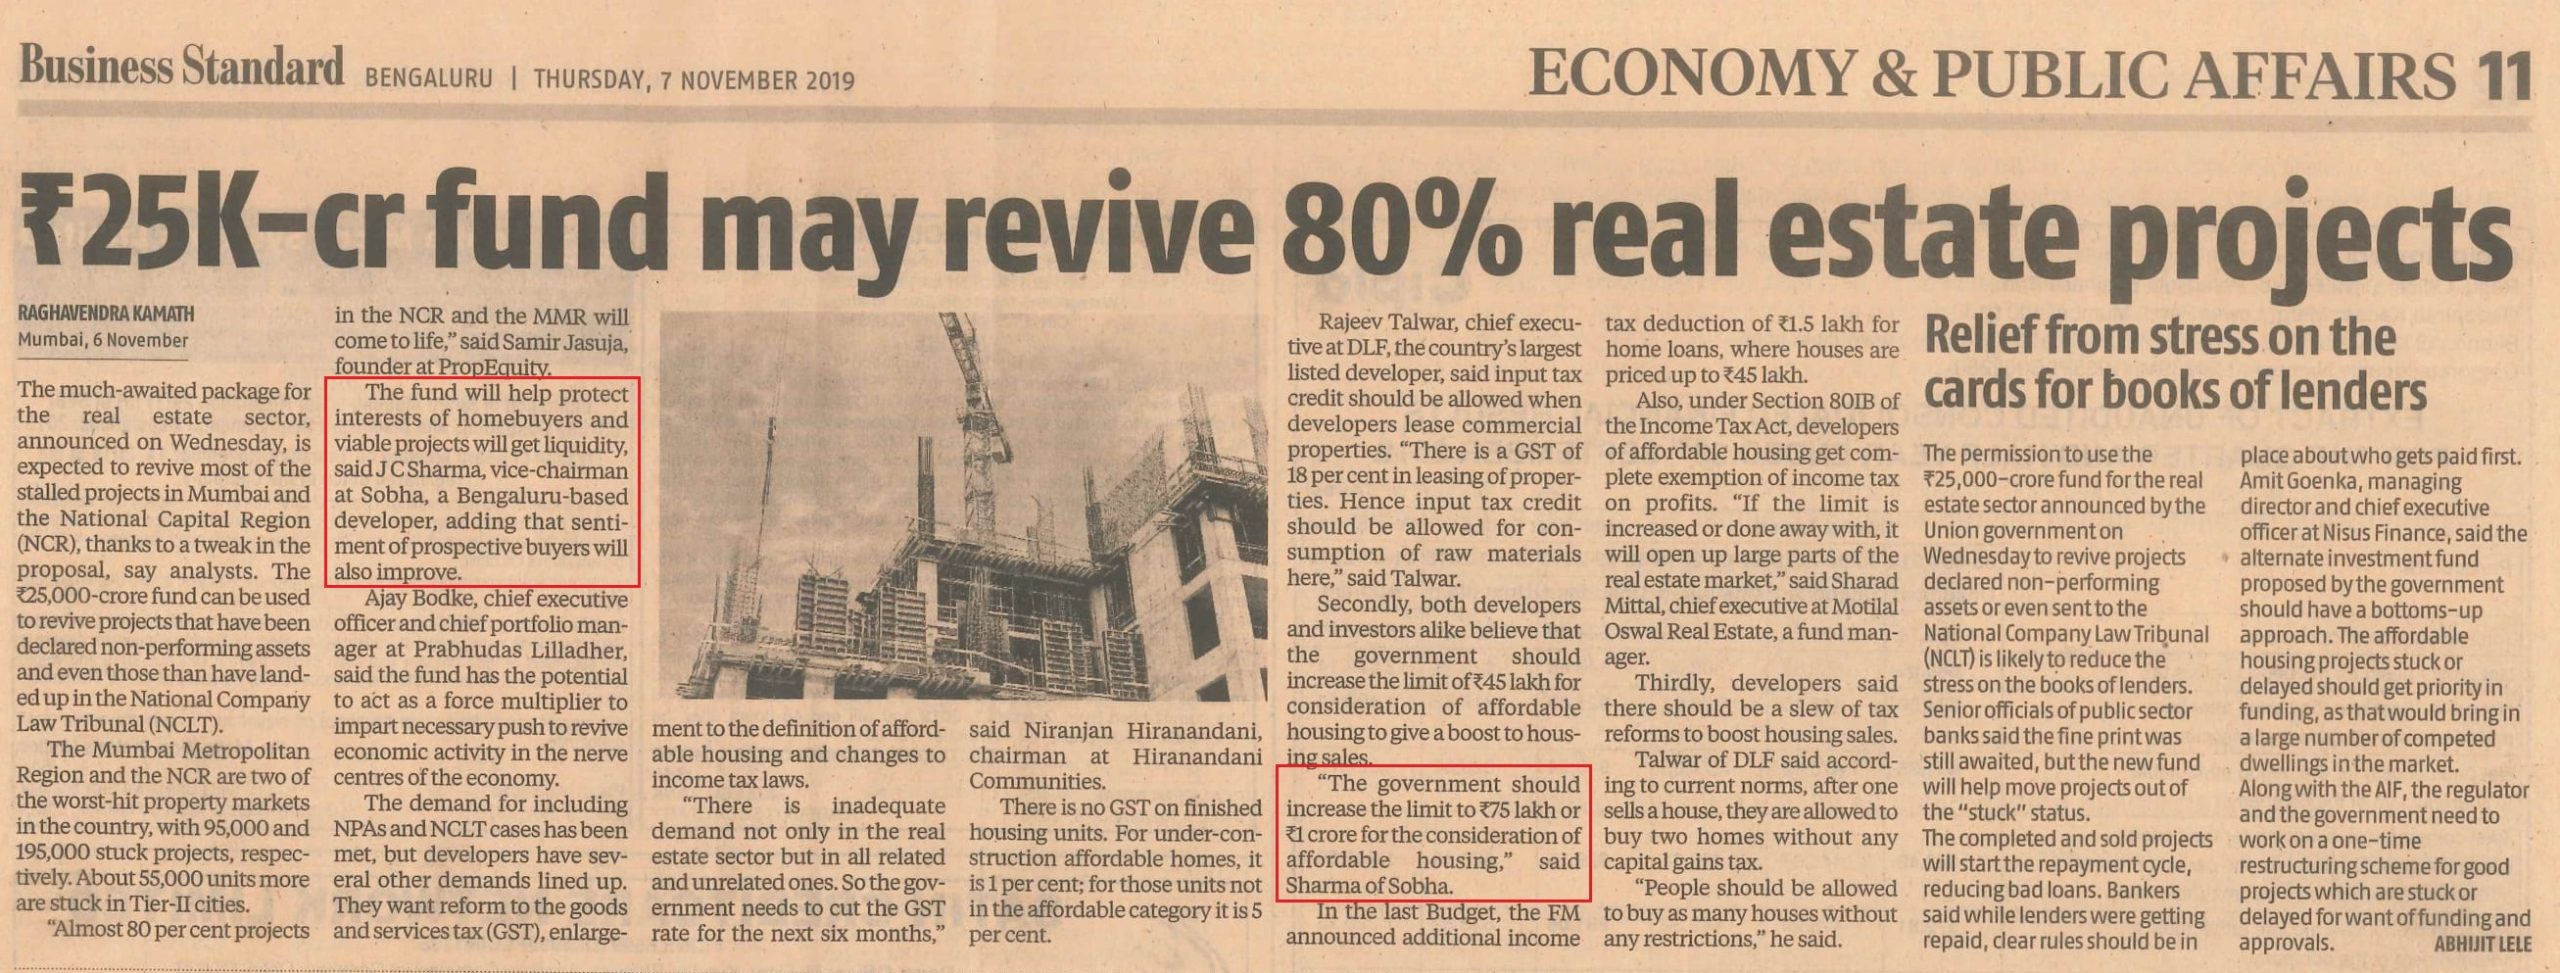 Business Standard BENGALURU | THURSDAY, 7 NOVEMBER 2019
ECONOMY & PUBLIC AFFAIRS 11
₹25K-cr fund may revive 80% real estate projects
RAGHAVENDRA KAMATH
Mumbai, 6 November
The much-awaited package for
the real estate sector,
announced on Wednesday, is
expected to revive most of the
stalled projects in Mumbai and
the National Capital Region
(NCR), thanks to a tweak in the
proposal, say analysts. The
₹25,000-crore fund can be used
to revive projects that have been
declared non-performing assets
and even those than have land-
ed up in the National Company
Law Tribunal (NCLT).
The Mumbai Metropolitan
Region and the NCR are two of
the worst-hit property markets
in the country, with 95,000 and
195,000 stuck projects, respec-
tively. About 55,000 units more
are stuck in Tier-II cities.
“Almost 80 per cent projects
in the NCR and the MMR will
come to life,” said Samir Jasuja,
founder at PropEquity.
The fund will help protect
interests of homebuyers and
viable projects will get liquidity,
said J C Sharma, vice-chairman
at Sobha, a Bengaluru-based
developer, adding that senti-
ment of prospective buyers will
also improve.
Ajay Bodke, chief executive
officer and chief portfolio man-
ager at Prabhudas Lilladher,
said the fund has the potential
to act as a force multiplier to
impart necessary push to revive
economic activity in the nerve
centres of the economy.
The demand for including
NPAs and NCLT cases has been
met, but developers have sev-
eral other demands lined up.
They want reform to the goods
and services tax (GST), enlarge-
ment to the definition of afford-
able housing and changes to
income tax laws.
“There is inadequate
demand not only in the real
estate sector but in all related
and unrelated ones. So the gov-
ernment needs to cut the GST
rate for the next six months,”
said Niranjan Hiranandani,
chairman at Hiranandani
Communities.
There is no GST on finished
housing units. For under-con-
struction affordable homes, it
is 1 per cent; for those units not
in the affordable category it is 5
per cent.
Rajeev Talwar, chief execu-
tive at DLF, the country’s largest
listed developer, said input tax
credit should be allowed when
developers lease commercial
properties. “There is a GST of
18 per cent in leasing of proper-
ties. Hence input tax credit
should be allowed for con-
sumption of raw materials
here,” said Talwar.
Secondly, both developers
and investors alike believe that
the government should
increase the limit of ₹45 lakh for
consideration of affordable
housing to give a boost to hous-
ing sales.
“The government should
increase the limit to ₹75 lakh or
₹1 crore for the consideration of
affordable housing,” said
Sharma of Sobha.
In the last Budget, the FM
announced additional income
tax deduction of ₹1.5 lakh for
home loans, where houses are
priced up to ₹45 lakh.
Also, under Section 80IB of
the Income Tax Act, developers
of affordable housing get com-
plete exemption of income tax
on profits. “If the limit is
increased or done away with, it
will open up large parts of the
real estate market,” said Sharad
Mittal, chief executive at Motilal
Oswal Real Estate, a fund man-
ager.
Thirdly, developers said
there should be a slew of tax
reforms to boost housing sales.
Talwar of DLF said accord-
ing to current norms, after one
sells a house, they are allowed to
buy two homes without any
capital gains tax.
“People should be allowed
to buy as many houses without
any restrictions,” he said.
Relief from stress on the
cards for books of lenders
The permission to use the
₹25,000-crore fund for the real
estate sector announced by the
Union government on
Wednesday to revive projects
declared non-performing
assets or even sent to the
National Company Law Tribunal
(NCLT) is likely to reduce the
stress on the books of lenders.
Senior officials of public sector
banks said the fine print was
still awaited, but the new fund
will help move projects out of
the “stuck” status.
The completed and sold projects
will start the repayment cycle,
reducing bad loans. Bankers
said while lenders were getting
repaid, clear rules should be in
place about who gets paid first.
Amit Goenka, managing
director and chief executive
officer at Nisus Finance, said the
alternate investment fund
proposed by the government
should have a bottoms-up
approach. The affordable
housing projects stuck or
delayed should get priority in
funding, as that would bring in
a large number of competed
dwellings in the market.
Along with the AIF, the regulator
and the government need to
work on a one-time
restructuring scheme for good
projects which are stuck or
delayed for want of funding and
approvals. ABHIJIT LELE